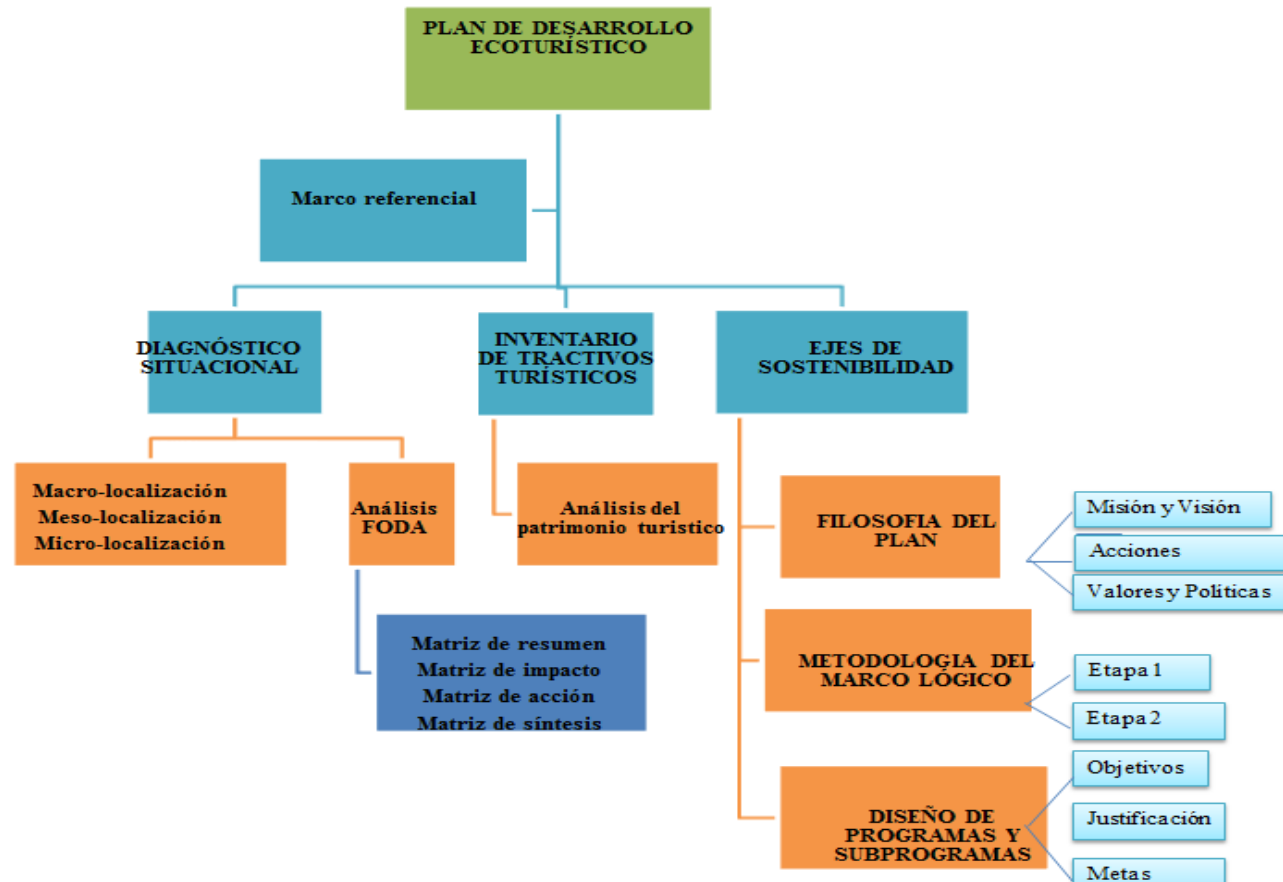 PLAN DE DESARROLLO
ECOTURÍSTICO
Marco referencial
DIAGNÓSTICO
SITUACIONAL
INVENTARIO
DE TRACTIVOS
TURÍSTICOS
EJES DE
SOSTENIBILIDAD
Macro-localización
Meso-localización
Micro-localización
Análisis
FODA
Análisis del
patrimonio turistico
Matriz de resumen
Matriz de impacto
Matriz de acción
Matriz de síntesis
FILOSOFIA DEL
PLAN
Misión y Visión
Acciones
Valores y Políticas
METODOLOGIA DEL
MARCO LÓGICO
Etapa 1
Etapa 2
DISEÑO DE
PROGRAMAS Y
SUBPROGRAMAS
Objetivos
Justificación
Metas